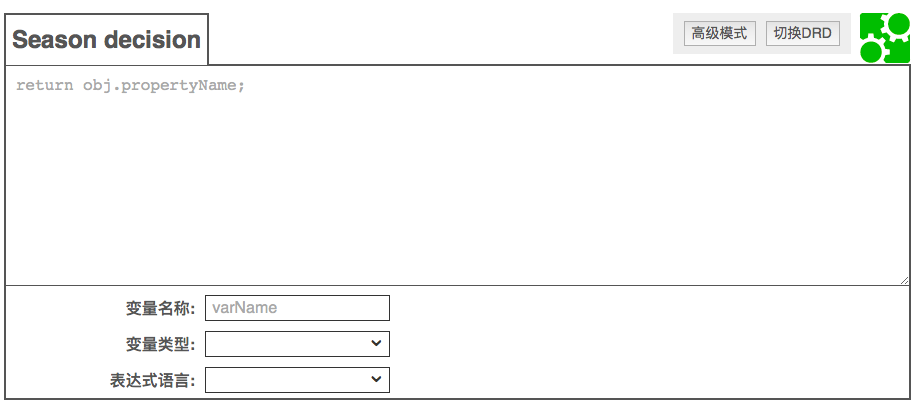 Season decision
高级模式 切换DRD
return obj.propertyName;
变量名称: varName
变量类型:
表达式语言: